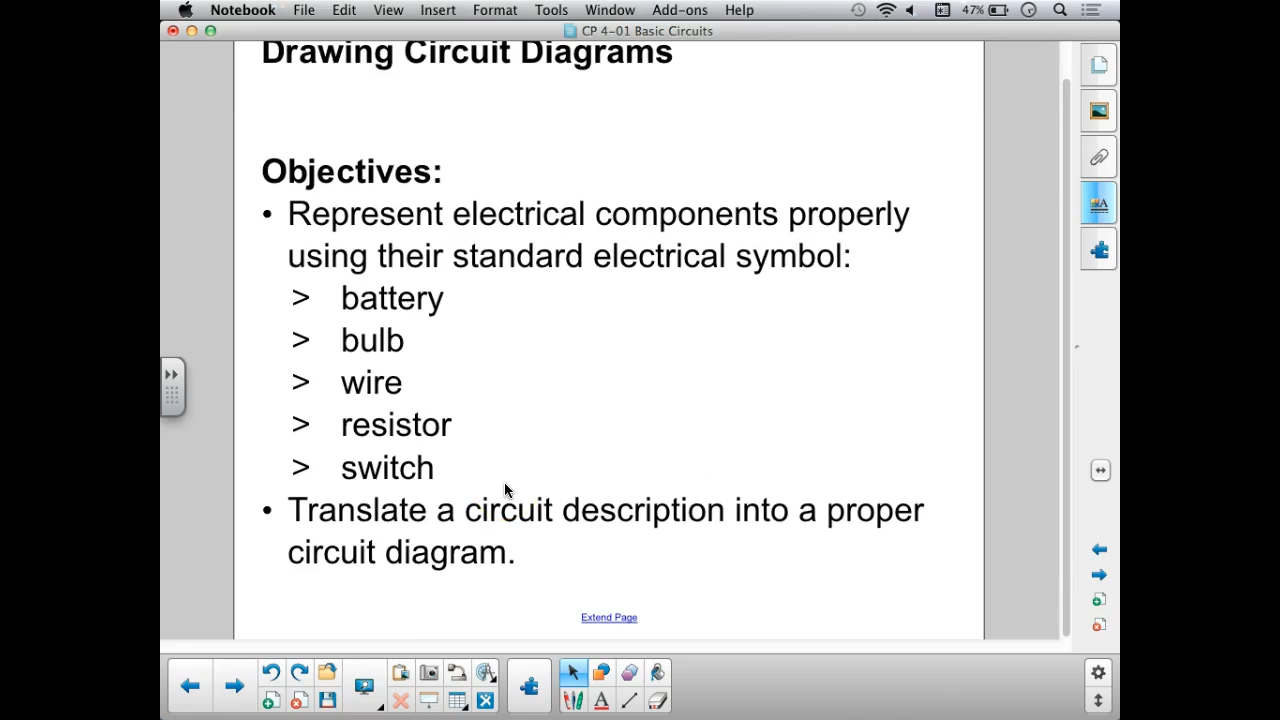 Notebook File Edit View Insert Format Tools Window Add-ons Help 47%
CP 4-01 Basic Circuits
Drawing Circuit Diagrams
Objectives:
• Represent electrical components properly
using their standard electrical symbol:
> battery
> bulb
> wire
> resistor
> switch
• Translate a circuit description into a proper
circuit diagram.
Extend Page